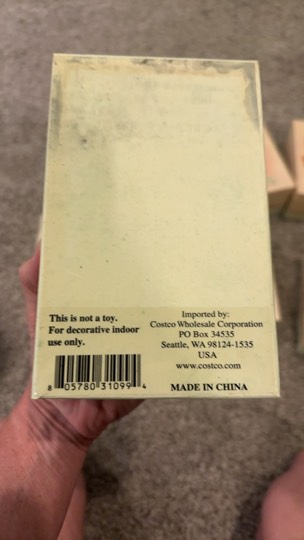 This is not a toy.
For decorative indoor
use only.
Imported by:
Costco Wholesale Corporation
PO Box 34535
Seattle, WA 98124-1535
USA
www.costco.com
8 05780 31099 4
MADE IN CHINA